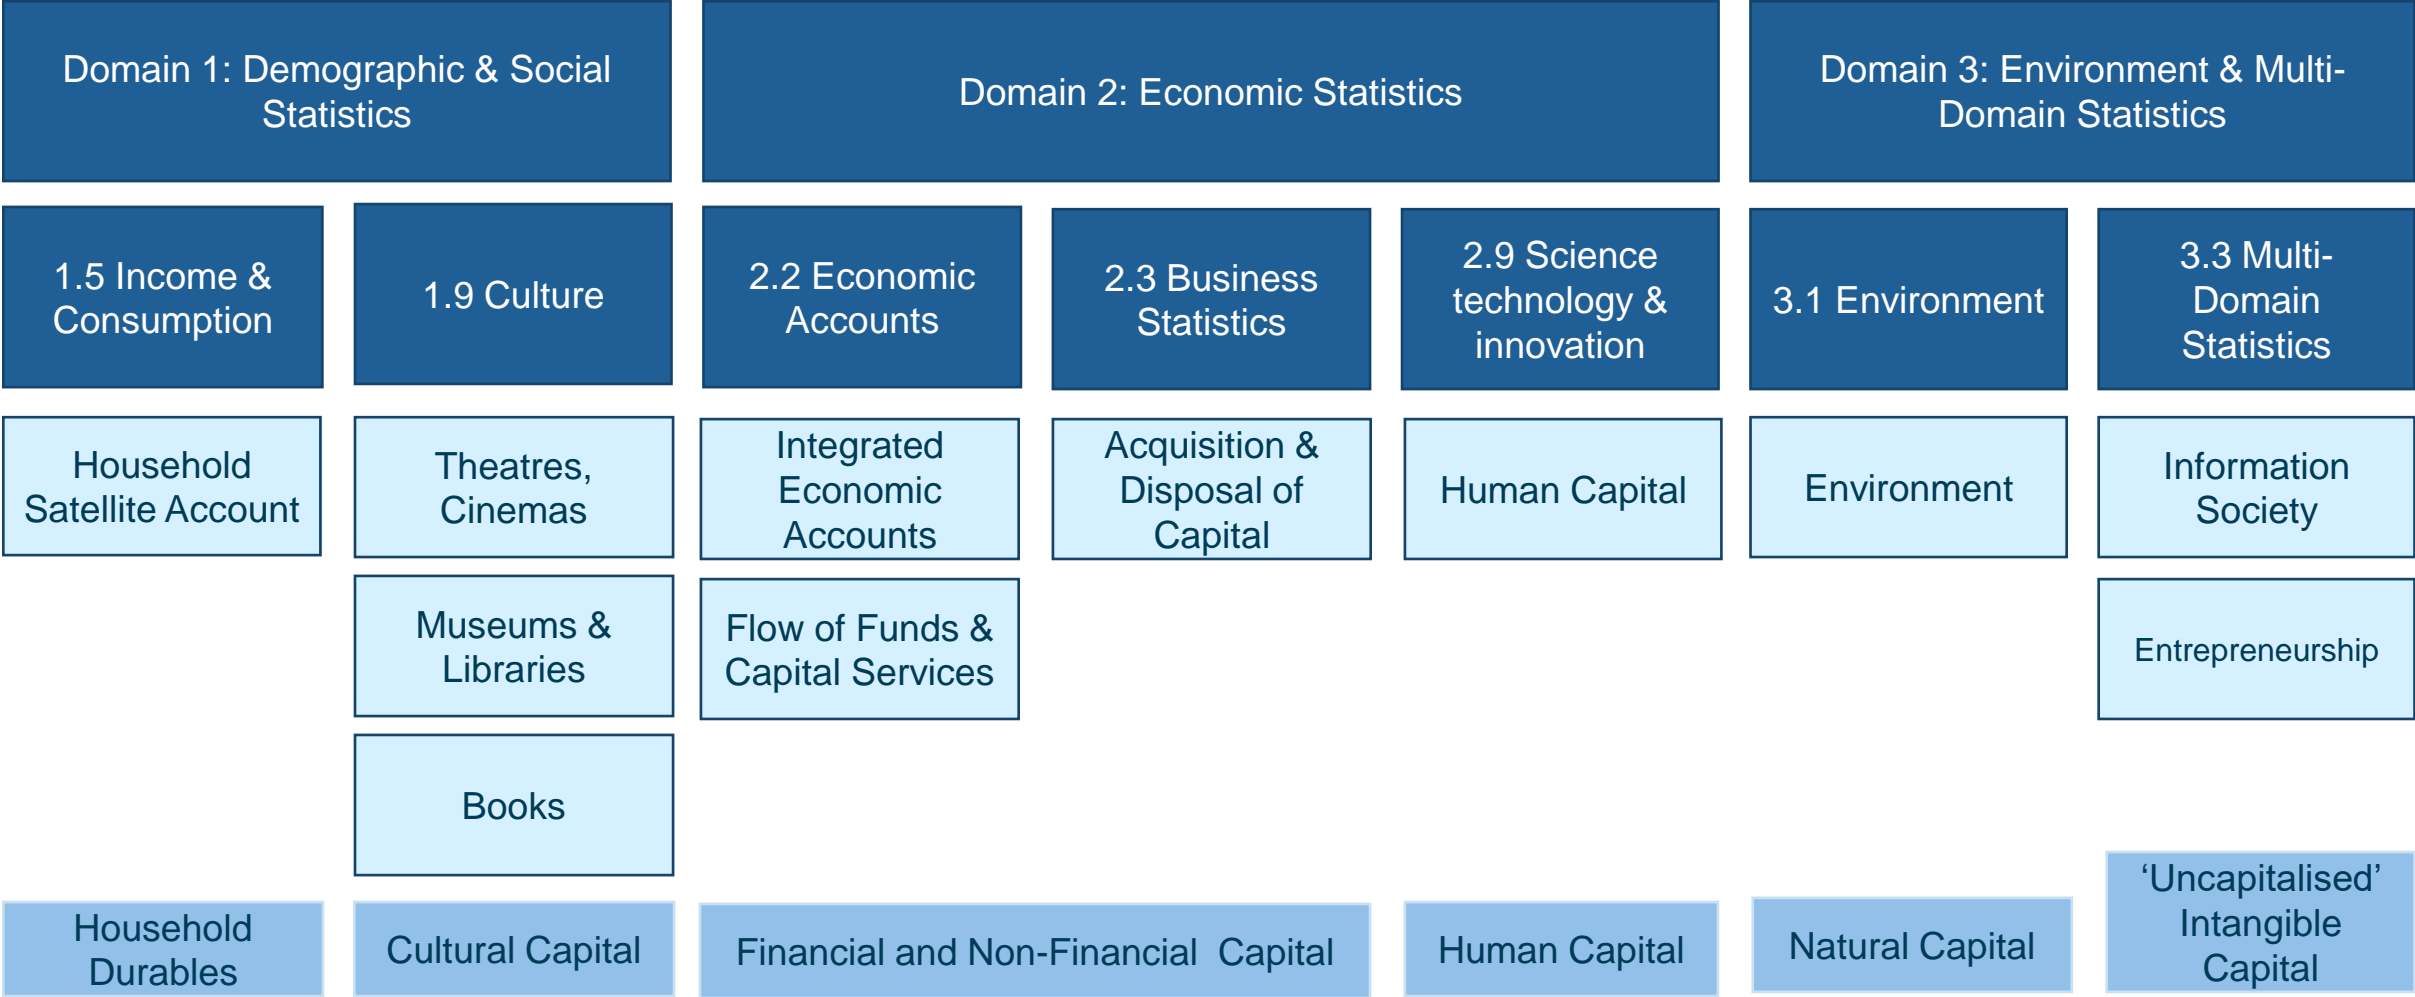 Domain 1: Demographic & Social
Statistics
Domain 2: Economic Statistics
Domain 3: Environment & Multi-
Domain Statistics
1.5 Income &
Consumption
1.9 Culture
2.2 Economic
Accounts
2.3 Business
Statistics
2.9 Science
technology &
innovation
3.1 Environment
3.3 Multi-
Domain
Statistics
Household
Satellite Account
Theatres,
Cinemas
Integrated
Economic
Accounts
Acquisition &
Disposal of
Capital
Human Capital
Environment
Information
Society
Museums &
Libraries
Flow of Funds &
Capital Services
Entrepreneurship
Books
Household
Durables
Cultural Capital
Financial and Non-Financial  Capital
Human Capital
Natural Capital
‘Uncapitalised’
Intangible
Capital